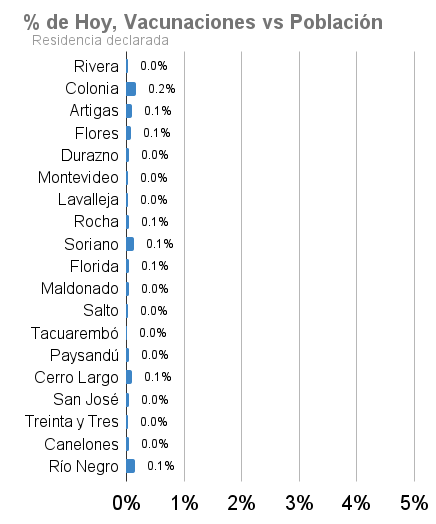 % de Hoy, Vacunaciones vs Población
Residencia declarada
Rivera 0.0%
Colonia 0.2%
Artigas 0.1%
Flores 0.1%
Durazno 0.0%
Montevideo 0.0%
Lavalleja 0.0%
Rocha 0.1%
Soriano 0.1%
Florida 0.1%
Maldonado 0.0%
Salto 0.0%
Tacuarembó 0.0%
Paysandú 0.0%
Cerro Largo 0.1%
San José 0.0%
Treinta y Tres 0.0%
Canelones 0.0%
Río Negro 0.1%
0% 1% 2% 3% 4% 5%